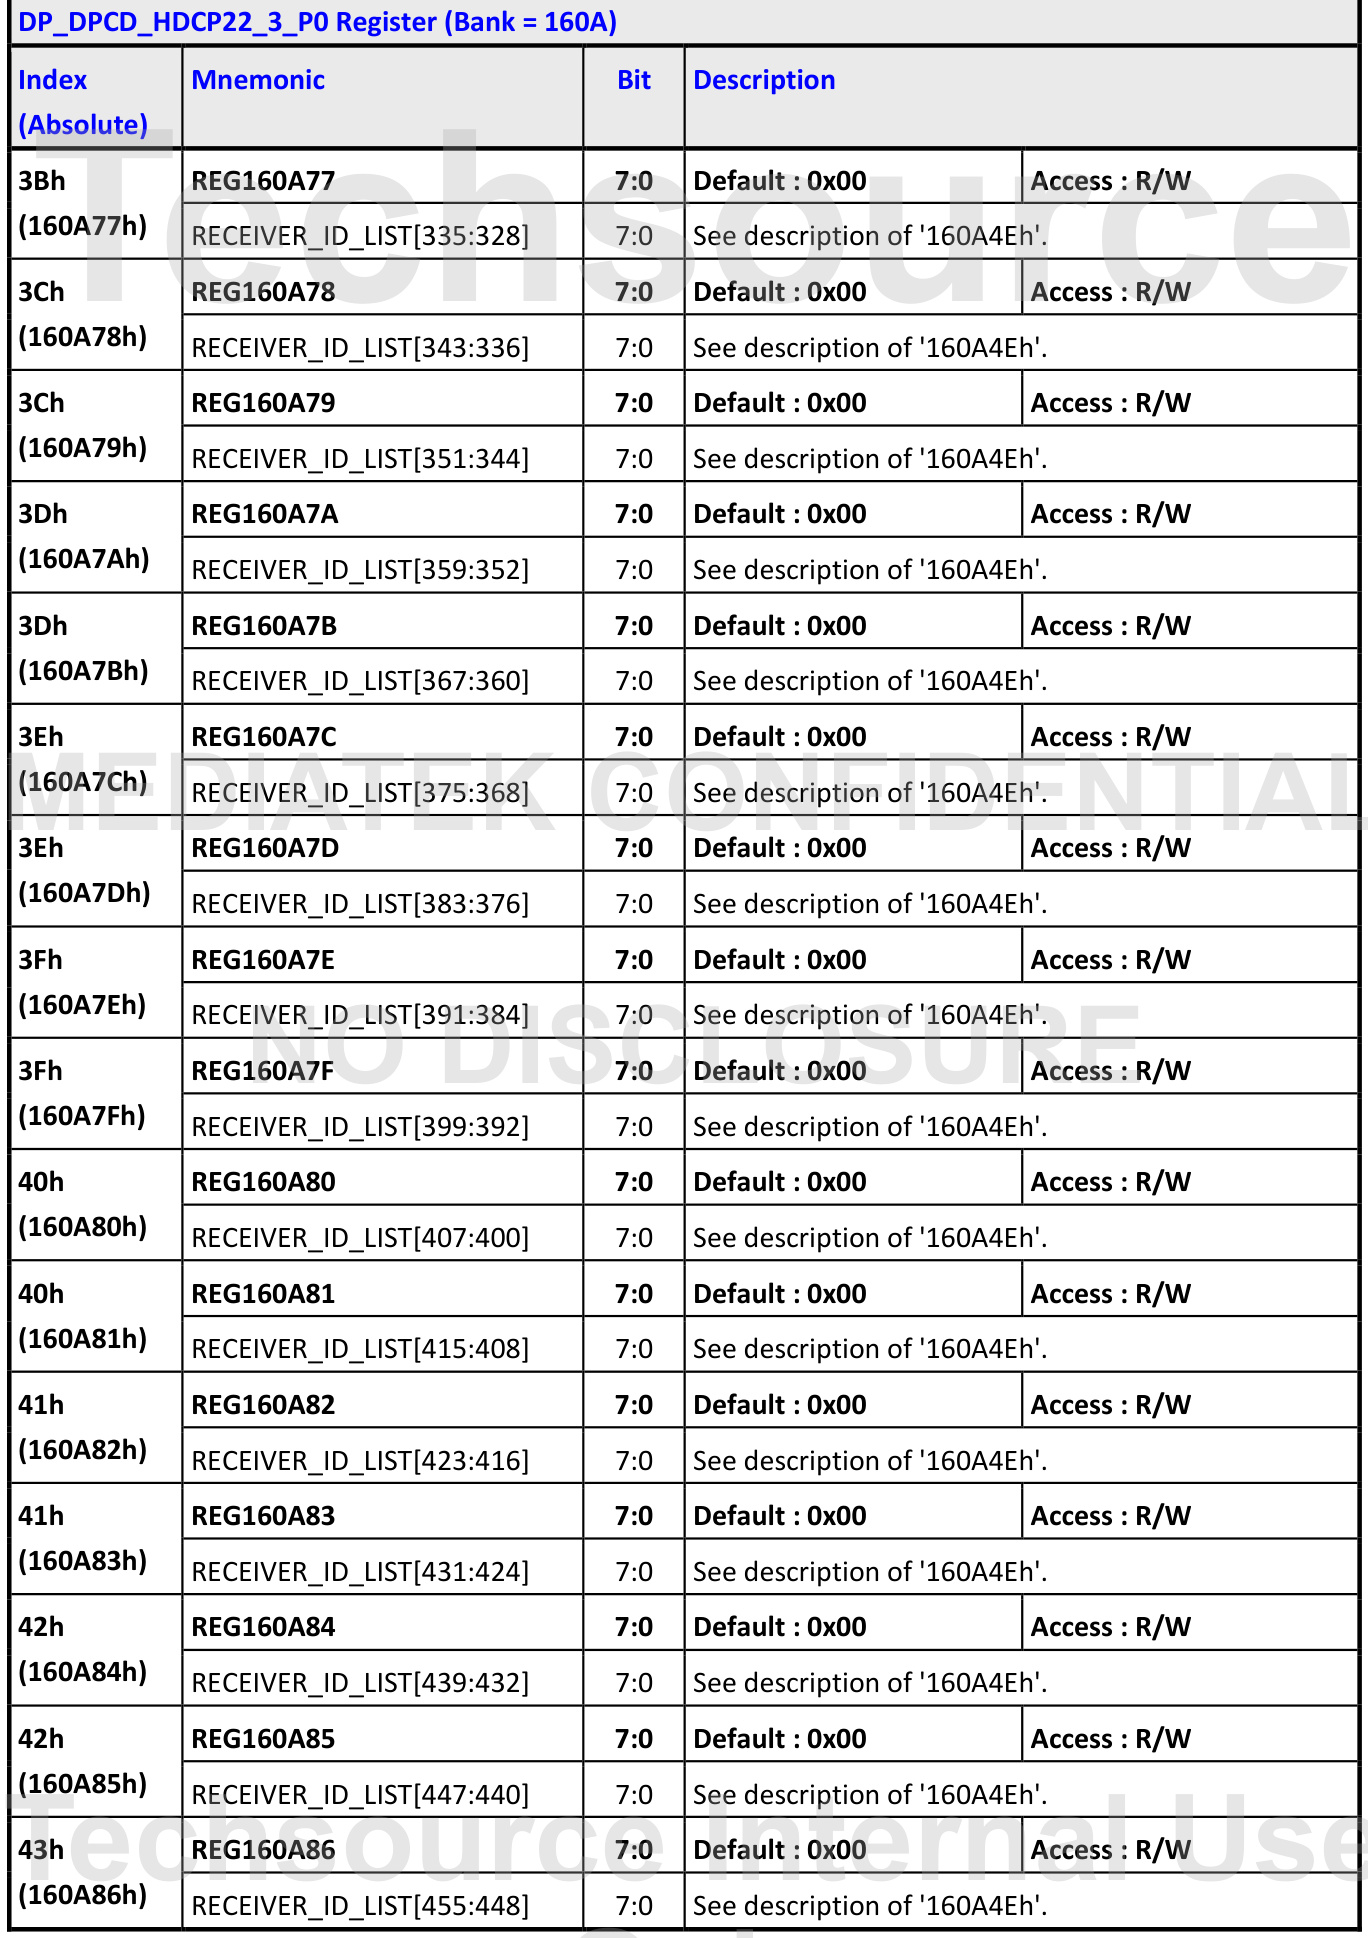 DP_DPCD_HDCP22_3_P0 Register (Bank = 160A)
Index (Absolute) Mnemonic Bit Description
3Bh (160A77h) REG160A77 7:0 Default : 0x00 Access : R/W
RECEIVER_ID_LIST[335:328] 7:0 See description of '160A4Eh'.
3Ch (160A78h) REG160A78 7:0 Default : 0x00 Access : R/W
RECEIVER_ID_LIST[343:336] 7:0 See description of '160A4Eh'.
3Ch (160A79h) REG160A79 7:0 Default : 0x00 Access : R/W
RECEIVER_ID_LIST[351:344] 7:0 See description of '160A4Eh'.
3Dh (160A7Ah) REG160A7A 7:0 Default : 0x00 Access : R/W
RECEIVER_ID_LIST[359:352] 7:0 See description of '160A4Eh'.
3Dh (160A7Bh) REG160A7B 7:0 Default : 0x00 Access : R/W
RECEIVER_ID_LIST[367:360] 7:0 See description of '160A4Eh'.
3Eh (160A7Ch) REG160A7C 7:0 Default : 0x00 Access : R/W
RECEIVER_ID_LIST[375:368] 7:0 See description of '160A4Eh'.
3Eh (160A7Dh) REG160A7D 7:0 Default : 0x00 Access : R/W
RECEIVER_ID_LIST[383:376] 7:0 See description of '160A4Eh'.
3Fh (160A7Eh) REG160A7E 7:0 Default : 0x00 Access : R/W
RECEIVER_ID_LIST[391:384] 7:0 See description of '160A4Eh'.
3Fh (160A7Fh) REG160A7F 7:0 Default : 0x00 Access : R/W
RECEIVER_ID_LIST[399:392] 7:0 See description of '160A4Eh'.
40h (160A80h) REG160A80 7:0 Default : 0x00 Access : R/W
RECEIVER_ID_LIST[407:400] 7:0 See description of '160A4Eh'.
40h (160A81h) REG160A81 7:0 Default : 0x00 Access : R/W
RECEIVER_ID_LIST[415:408] 7:0 See description of '160A4Eh'.
41h (160A82h) REG160A82 7:0 Default : 0x00 Access : R/W
RECEIVER_ID_LIST[423:416] 7:0 See description of '160A4Eh'.
41h (160A83h) REG160A83 7:0 Default : 0x00 Access : R/W
RECEIVER_ID_LIST[431:424] 7:0 See description of '160A4Eh'.
42h (160A84h) REG160A84 7:0 Default : 0x00 Access : R/W
RECEIVER_ID_LIST[439:432] 7:0 See description of '160A4Eh'.
42h (160A85h) REG160A85 7:0 Default : 0x00 Access : R/W
RECEIVER_ID_LIST[447:440] 7:0 See description of '160A4Eh'.
43h (160A86h) REG160A86 7:0 Default : 0x00 Access : R/W
RECEIVER_ID_LIST[455:448] 7:0 See description of '160A4Eh'.
Techsource
MEDIATEK CONFIDENTIAL
NO DISCLOSURE
Techsource Internal Use